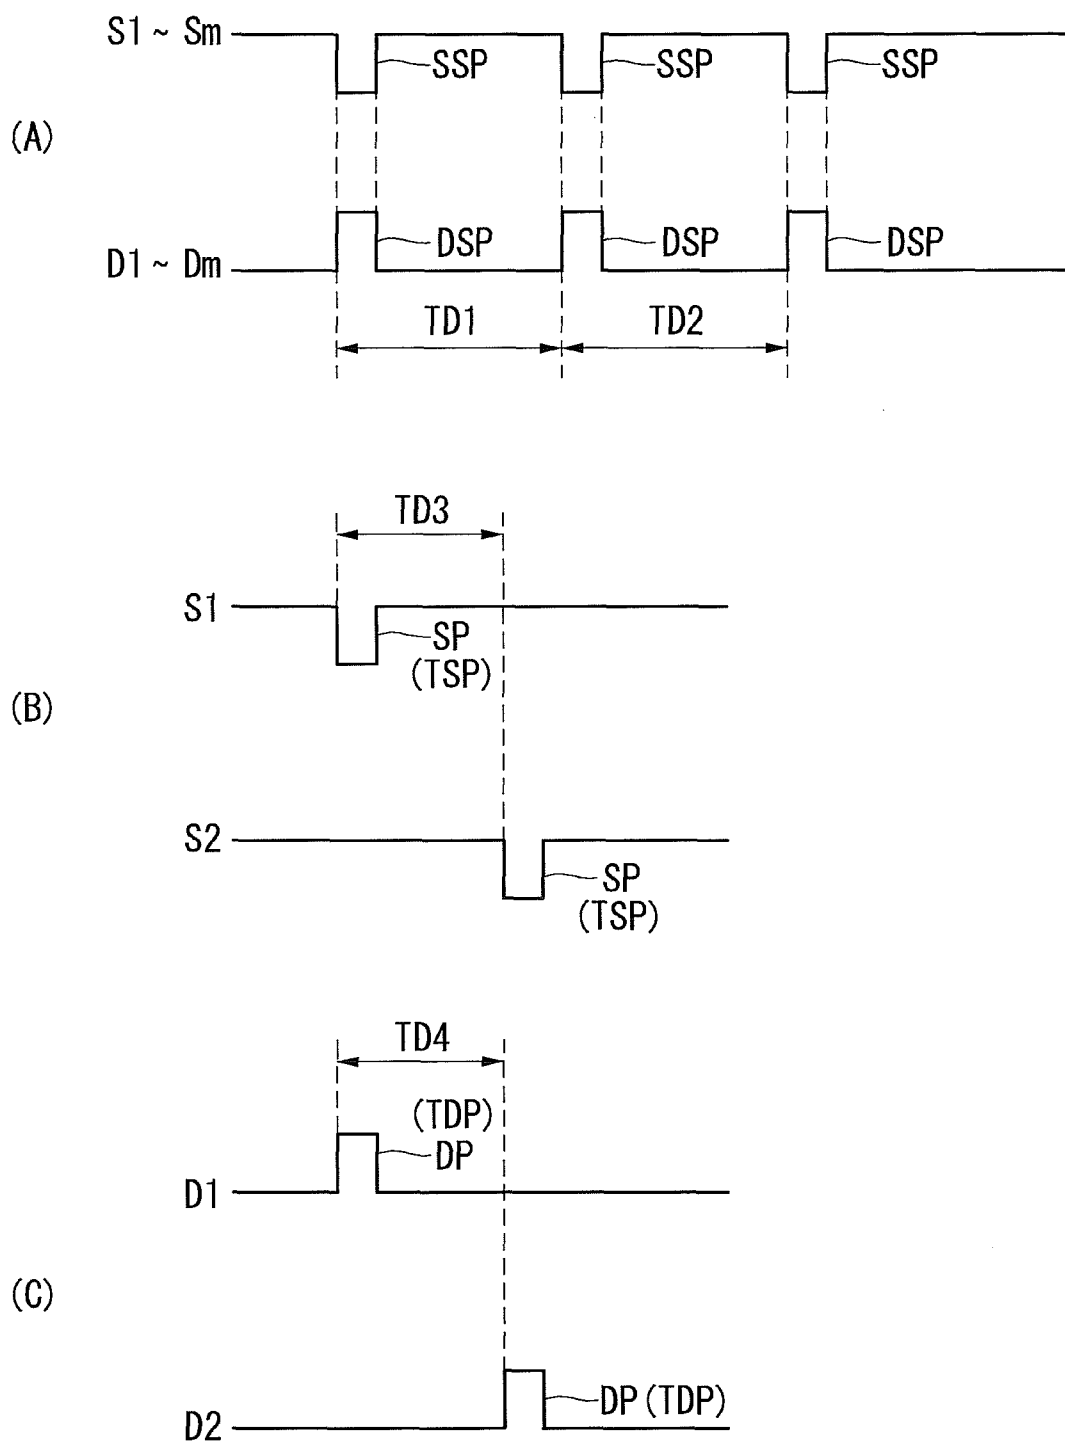 S1 ~ Sm
SSP SSP SSP
(A)
D1 ~ Dm
DSP DSP DSP
TD1 TD2
TD3
S1
SP
(TSP)
(B)
S2
SP
(TSP)
TD4
(TDP)
DP
D1
(C)
DP (TDP)
D2